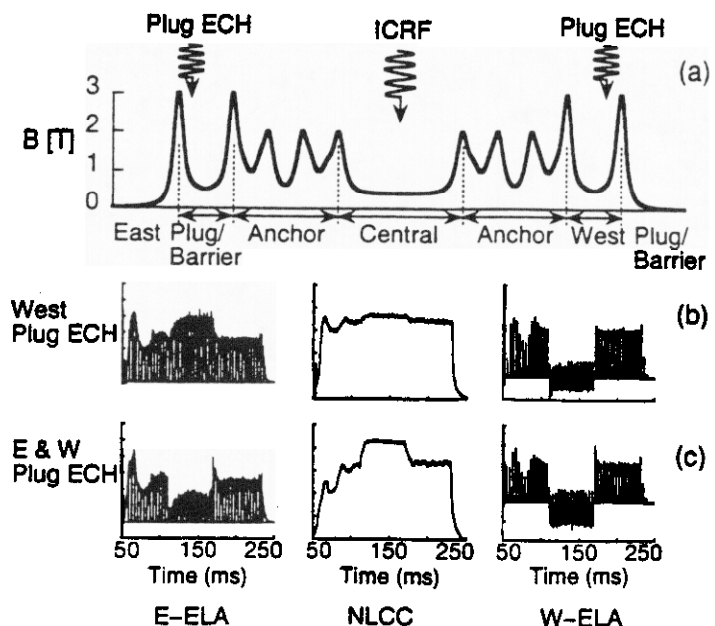 Plug ECH ICRF Plug ECH
(a)
3
2
B [T]
1
0
East Plug/ Anchor Central Anchor West Plug/
Barrier Barrier
West
Plug ECH
(b)
E & W
Plug ECH
(c)
50 150 250 50 150 250 50 150 250
Time (ms) Time (ms) Time (ms)
E-ELA NLCC W-ELA